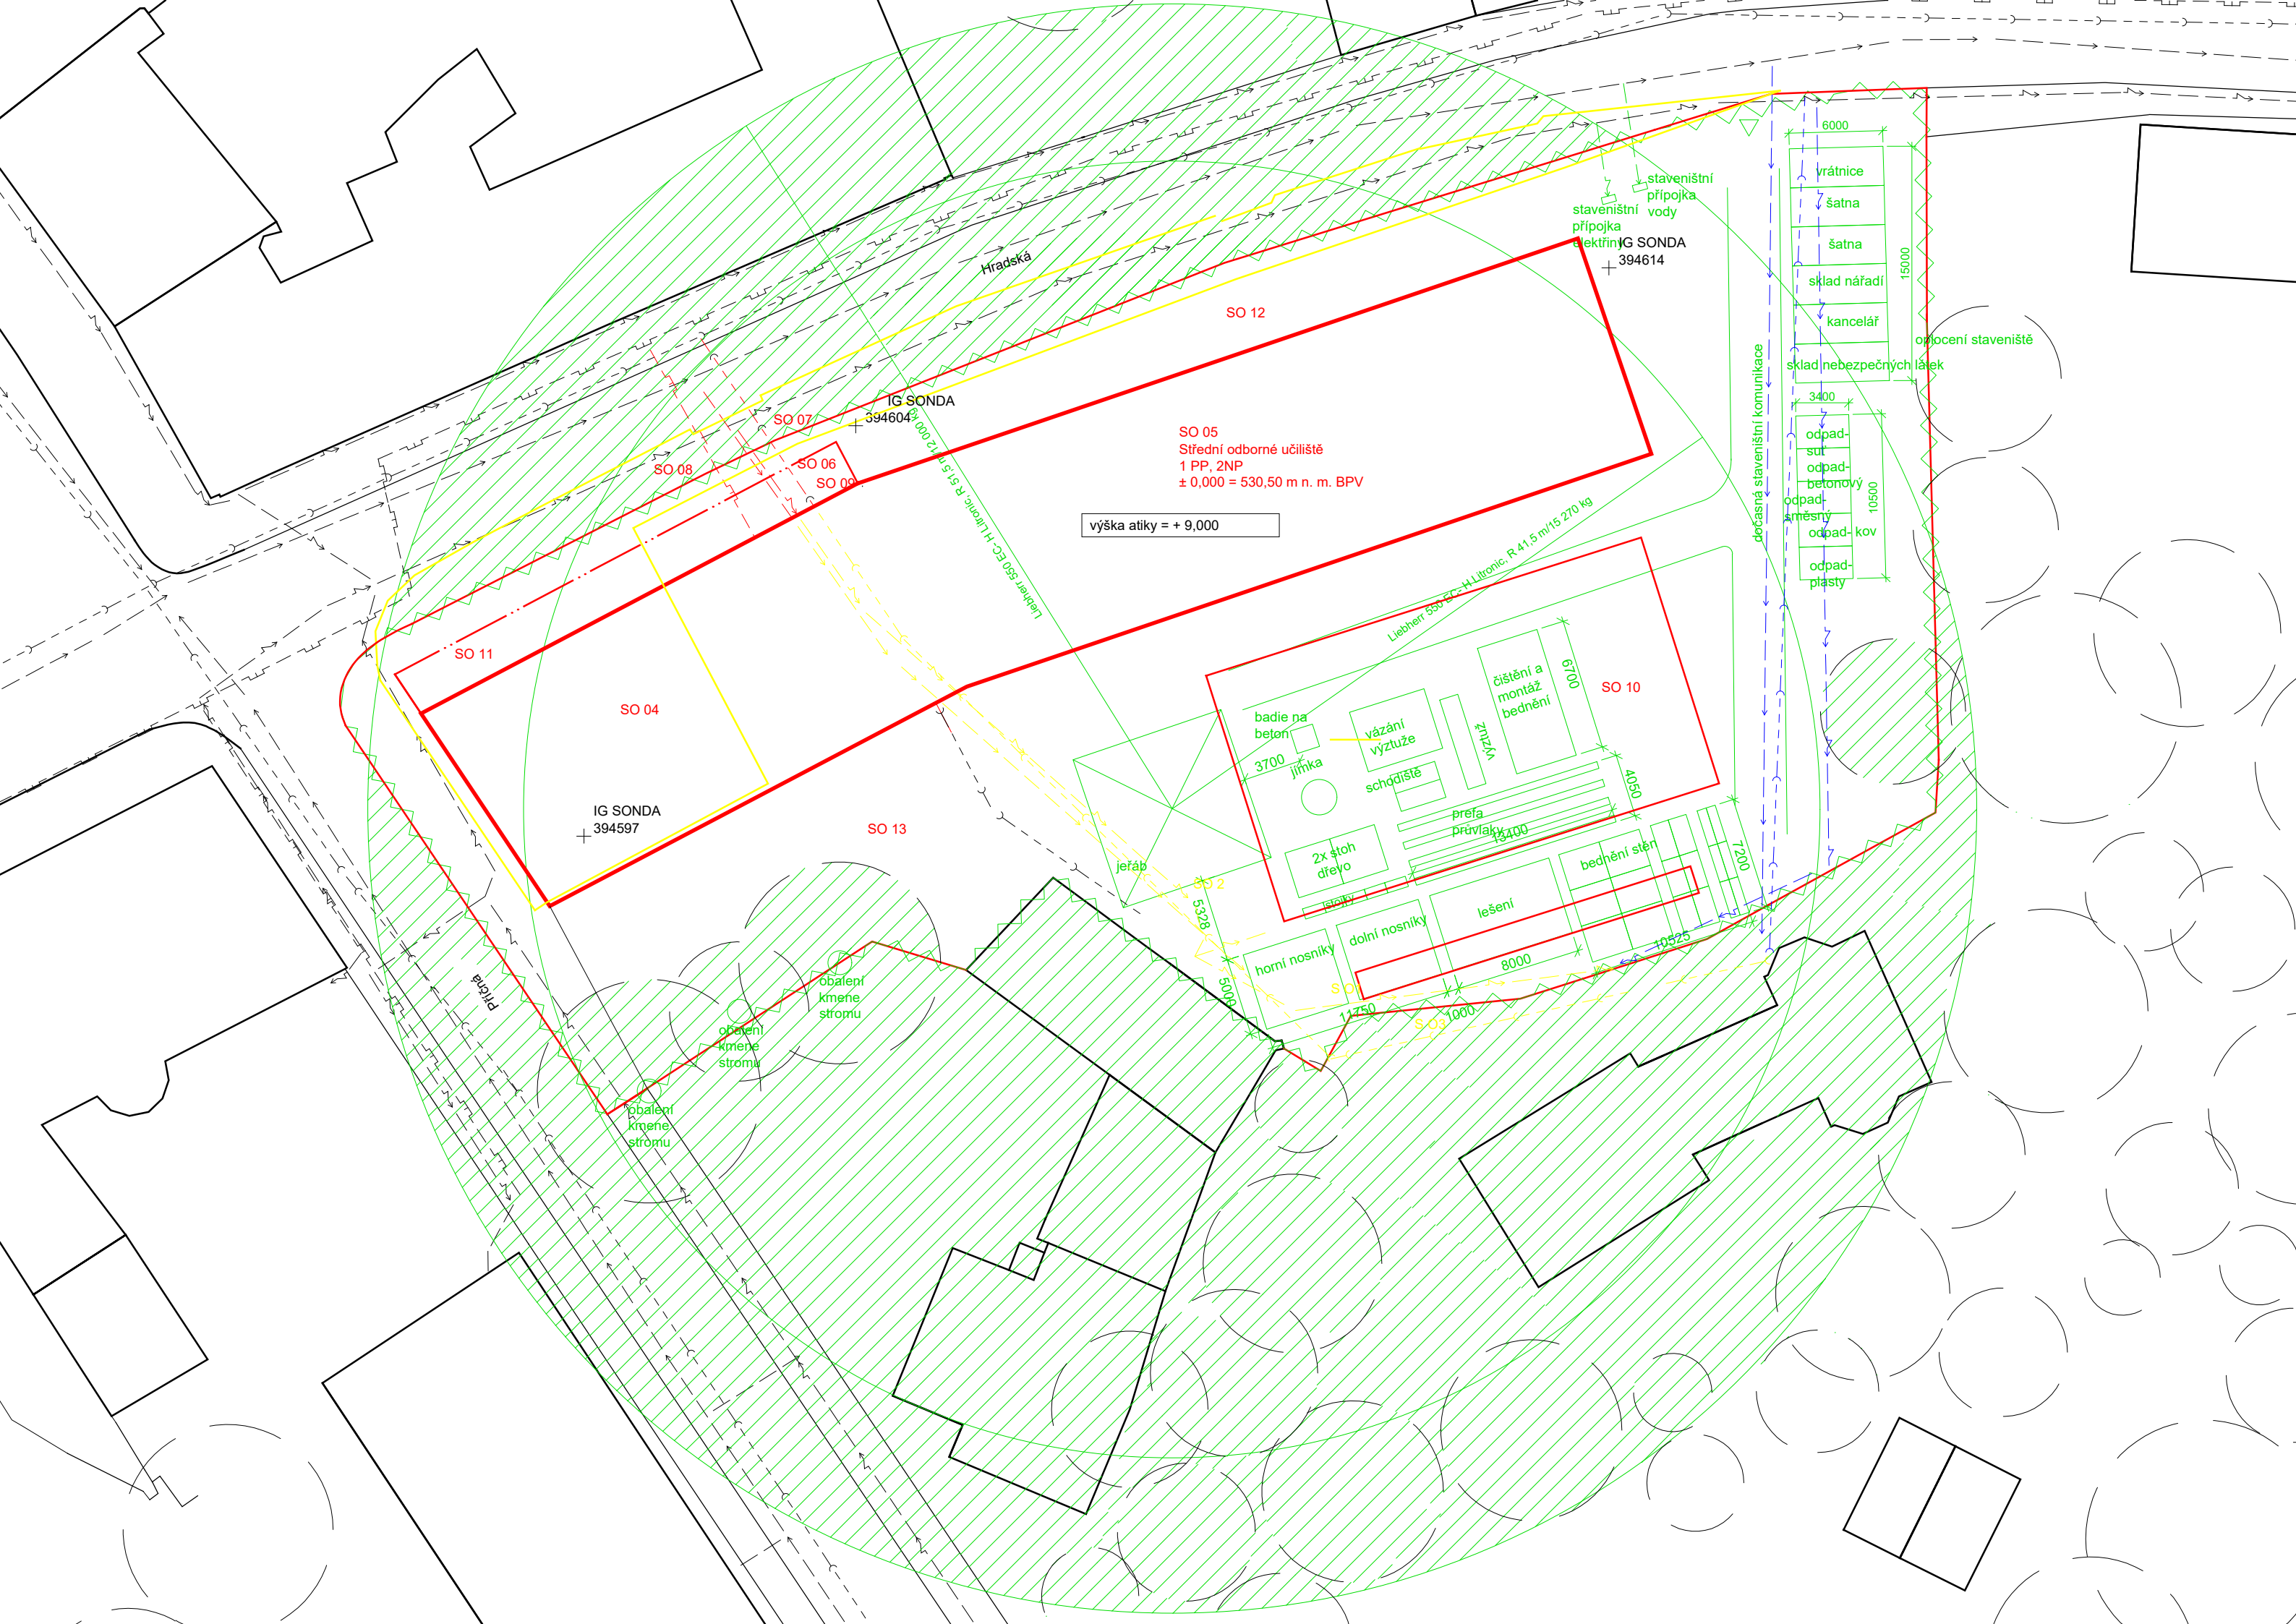 6000
vrátnice
šatna
šatna
sklad nářadí
kancelář
sklad nebezpečných látek
15000
oplocení staveniště
3400
odpad-
suť
odpad-
betonový
odpad-
směsný
odpad- kov
odpad-
plasty
10500
dočasná staveništní komunikace
staveništní
přípojka
vody
staveništní
přípojka
elektřiny
IG SONDA
394614
Hradská
SO 12
IG SONDA
394604
SO 07
SO 08
SO 06
SO 09
SO 05
Střední odborné učiliště
1 PP, 2NP
± 0,000 = 530,50 m n. m. BPV
výška atiky = + 9,000
Liebherr 550 EC- H Litronic, R 51,5 m/12 000 kg
Liebherr 550 EC- H Litronic, R 41,5 m/15 270 kg
SO 11
SO 04
SO 10
SO 13
IG SONDA
394597
čištění a
montáž
bednění
6700
badie na
beton
vázání
výztuže
výztuž
3700
jímka
schodiště
4050
prefa
průvlaky
13400
2x stoh
dřevo
bednění stěn
7200
jeřáb
SO 2
5328
stojky
lešení
dolní nosníky
horní nosníky
10525
8000
5000
11750
1000
S O3
Příčná
obalení
kmene
stromu
obalení
kmene
stromu
obalení
kmene
stromu